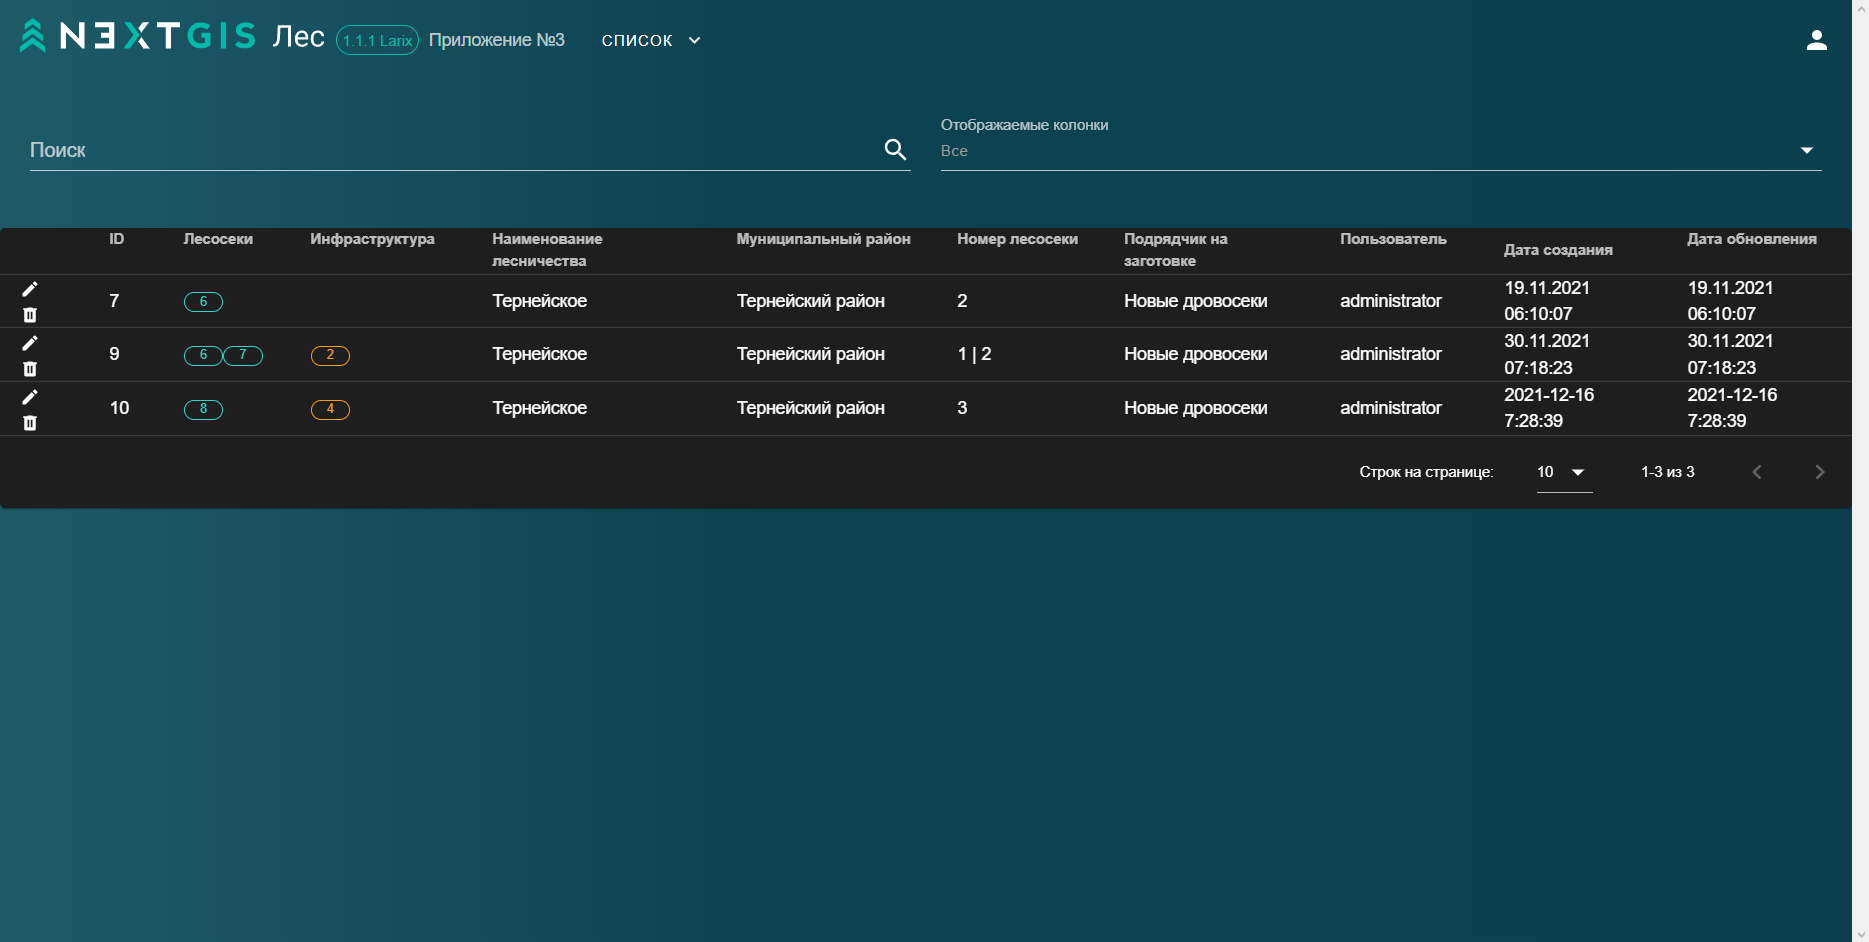 NEXTGIS Лес 1.1.1 Larix Приложение №3 СПИСОК
Отображаемые колонки
Поиск
Все
ID Лесосеки Инфраструктура Наименование лесничества Муниципальный район Номер лесосеки Подрядчик на заготовке Пользователь Дата создания Дата обновления
7 6 Тернейское Тернейский район 2 Новые дровосеки administrator 19.11.2021 06:10:07 19.11.2021 06:10:07
9 6 7 2 Тернейское Тернейский район 1 | 2 Новые дровосеки administrator 30.11.2021 07:18:23 30.11.2021 07:18:23
10 8 4 Тернейское Тернейский район 3 Новые дровосеки administrator 2021-12-16 7:28:39 2021-12-16 7:28:39
Строк на странице: 10 1-3 из 3